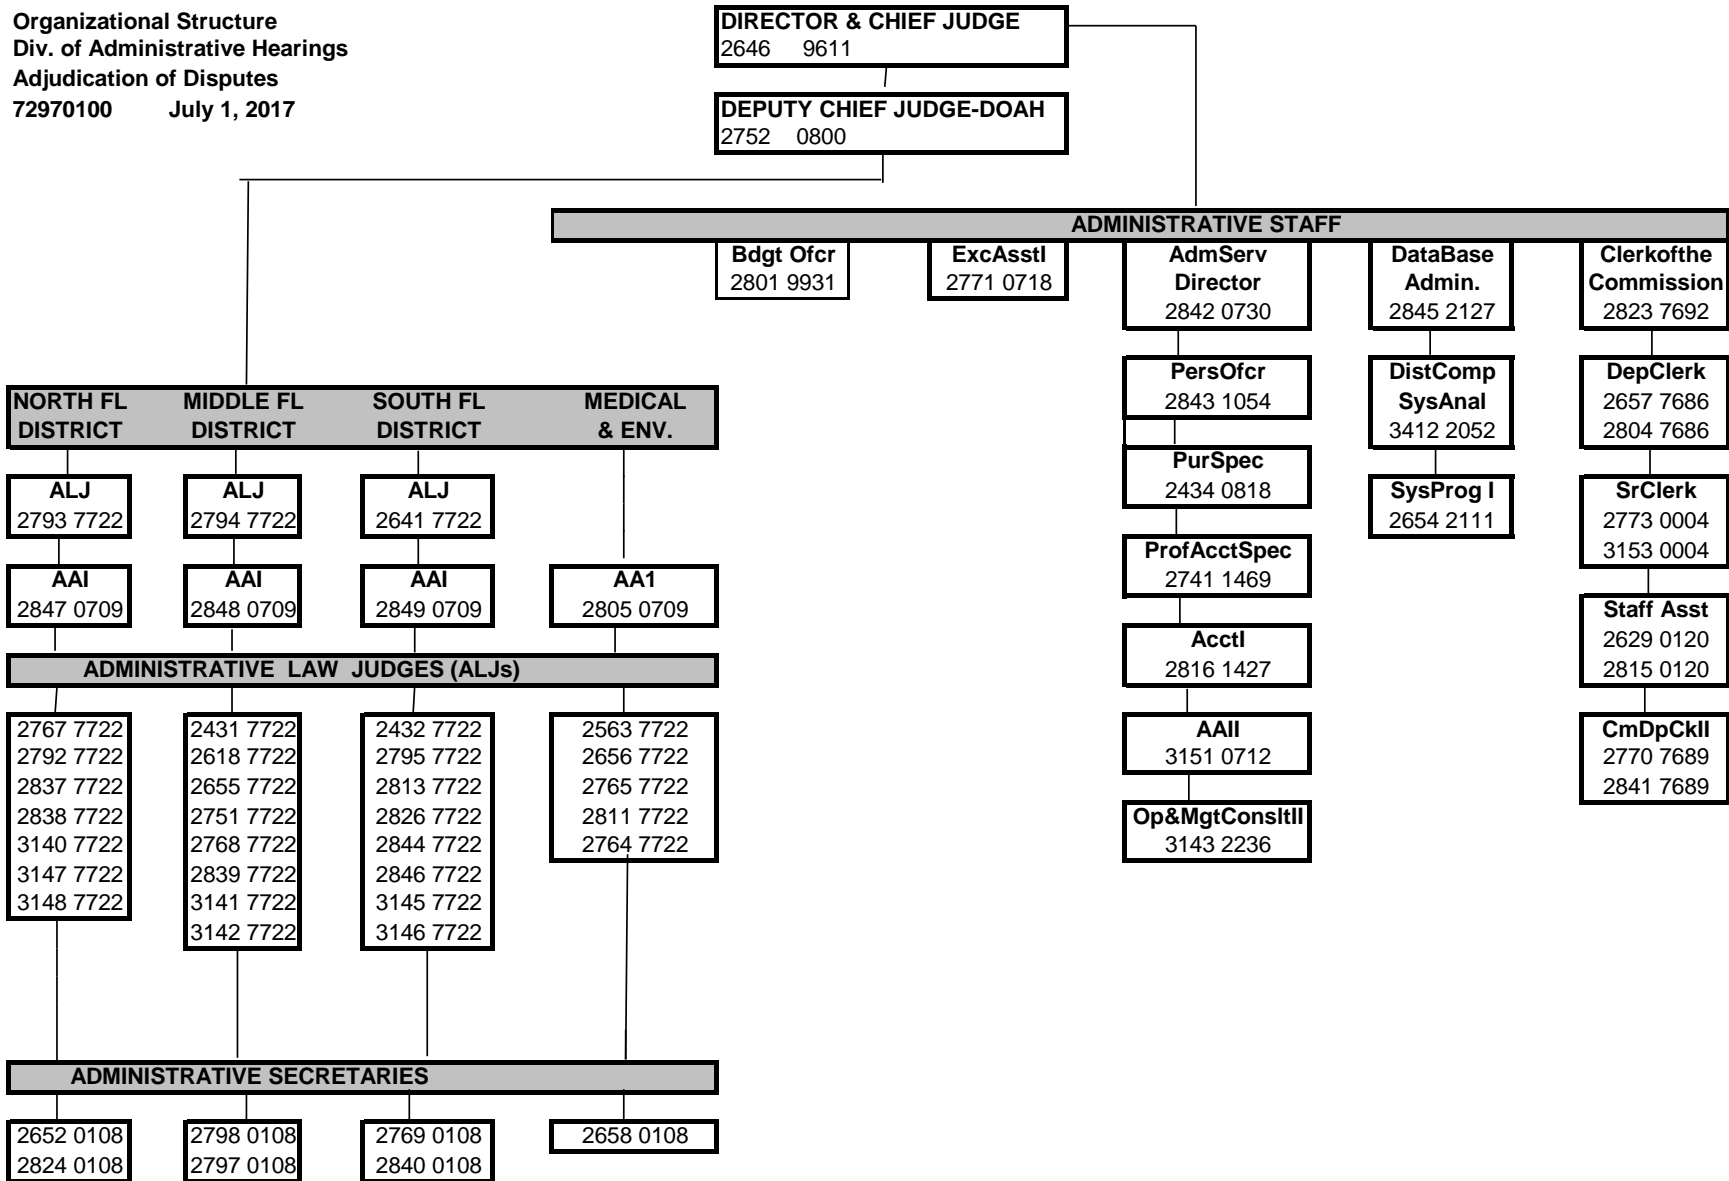 Organizational Structure
Div. of Administrative Hearings
Adjudication of Disputes
72970100 July 1, 2017
DIRECTOR & CHIEF JUDGE
2646 9611
DEPUTY CHIEF JUDGE-DOAH
2752 0800
ADMINISTRATIVE STAFF
Bdgt Ofcr
2801 9931
ExcAsstI
2771 0718
AdmServ
Director
2842 0730
DataBase
Admin.
2845 2127
Clerkofthe
Commission
2823 7692
PersOfcr
2843 1054
DistComp
SysAnal
3412 2052
DepClerk
2657 7686
2804 7686
PurSpec
2434 0818
SysProg I
2654 2111
SrClerk
2773 0004
3153 0004
ProfAcctSpec
2741 1469
Staff Asst
2629 0120
2815 0120
AcctI
2816 1427
AAII
3151 0712
CmDpCkII
2770 7689
2841 7689
Op&MgtConsltII
3143 2236
NORTH FL
DISTRICT
MIDDLE FL
DISTRICT
SOUTH FL
DISTRICT
MEDICAL
& ENV.
ALJ
2793 7722
ALJ
2794 7722
ALJ
2641 7722
AAI
2847 0709
AAI
2848 0709
AAI
2849 0709
AA1
2805 0709
ADMINISTRATIVE LAW JUDGES (ALJs)
2767 7722
2792 7722
2837 7722
2838 7722
3140 7722
3147 7722
3148 7722
2431 7722
2618 7722
2655 7722
2751 7722
2768 7722
2839 7722
3141 7722
3142 7722
2432 7722
2795 7722
2813 7722
2826 7722
2844 7722
2846 7722
3145 7722
3146 7722
2563 7722
2656 7722
2765 7722
2811 7722
2764 7722
ADMINISTRATIVE SECRETARIES
2652 0108
2824 0108
2798 0108
2797 0108
2769 0108
2840 0108
2658 0108